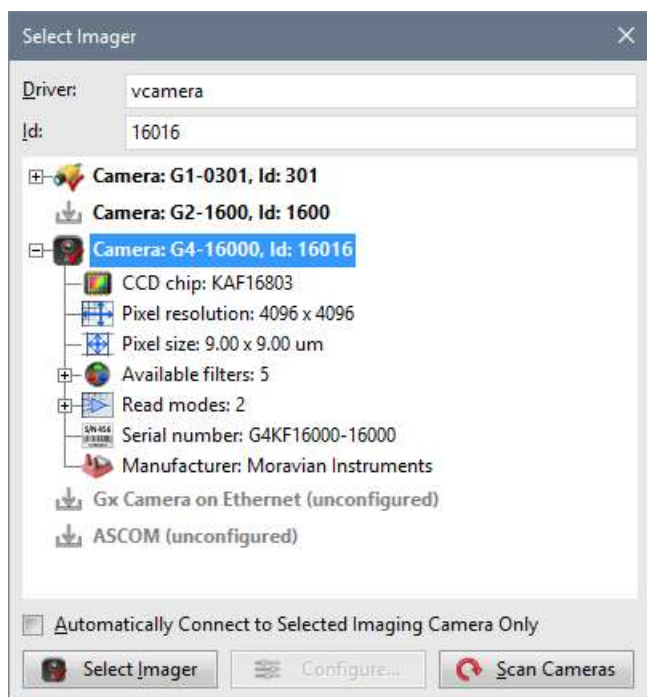 Select Imager
Driver: vcamera
Id: 16016
Camera: G1-0301, Id: 301
Camera: G2-1600, Id: 1600
Camera: G4-16000, Id: 16016
CCD chip: KAF16803
Pixel resolution: 4096 x 4096
Pixel size: 9.00 x 9.00 um
Available filters: 5
Read modes: 2
S/N 456
Serial number: G4KF16000-16000
Manufacturer: Moravian Instruments
Gx Camera on Ethernet (unconfigured)
ASCOM (unconfigured)
Automatically Connect to Selected Imaging Camera Only
Select Imager Configure... Scan Cameras